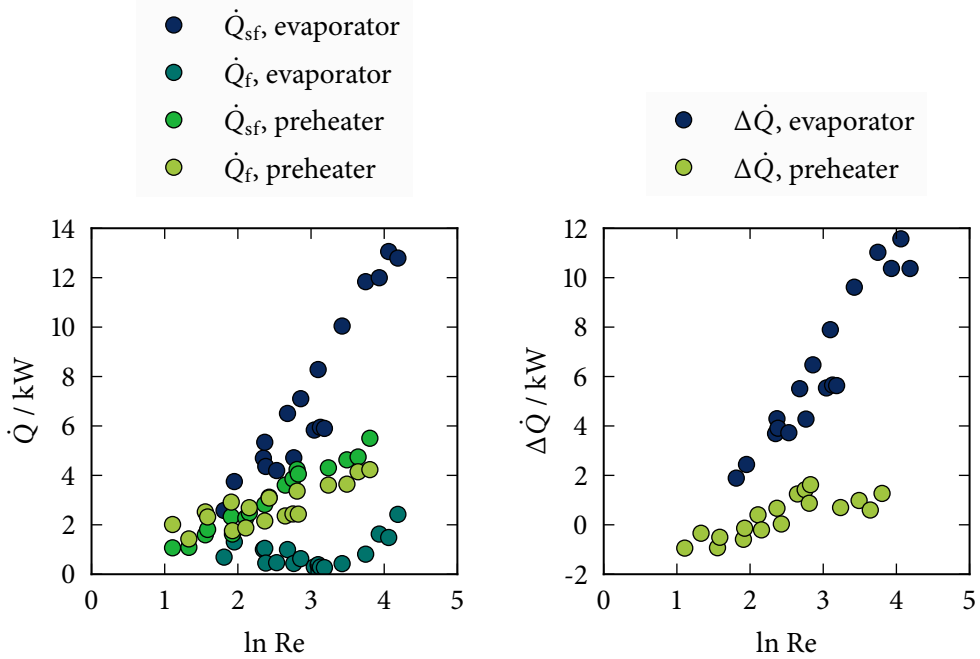 Q̇sf, evaporator
Q̇f, evaporator
Q̇sf, preheater
Q̇f, preheater
14
12
10
8
6
4
2
0
Q̇ / kW
0 1 2 3 4 5
ln Re
ΔQ̇, evaporator
ΔQ̇, preheater
12
10
8
6
4
2
0
-2
ΔQ̇ / kW
0 1 2 3 4 5
ln Re